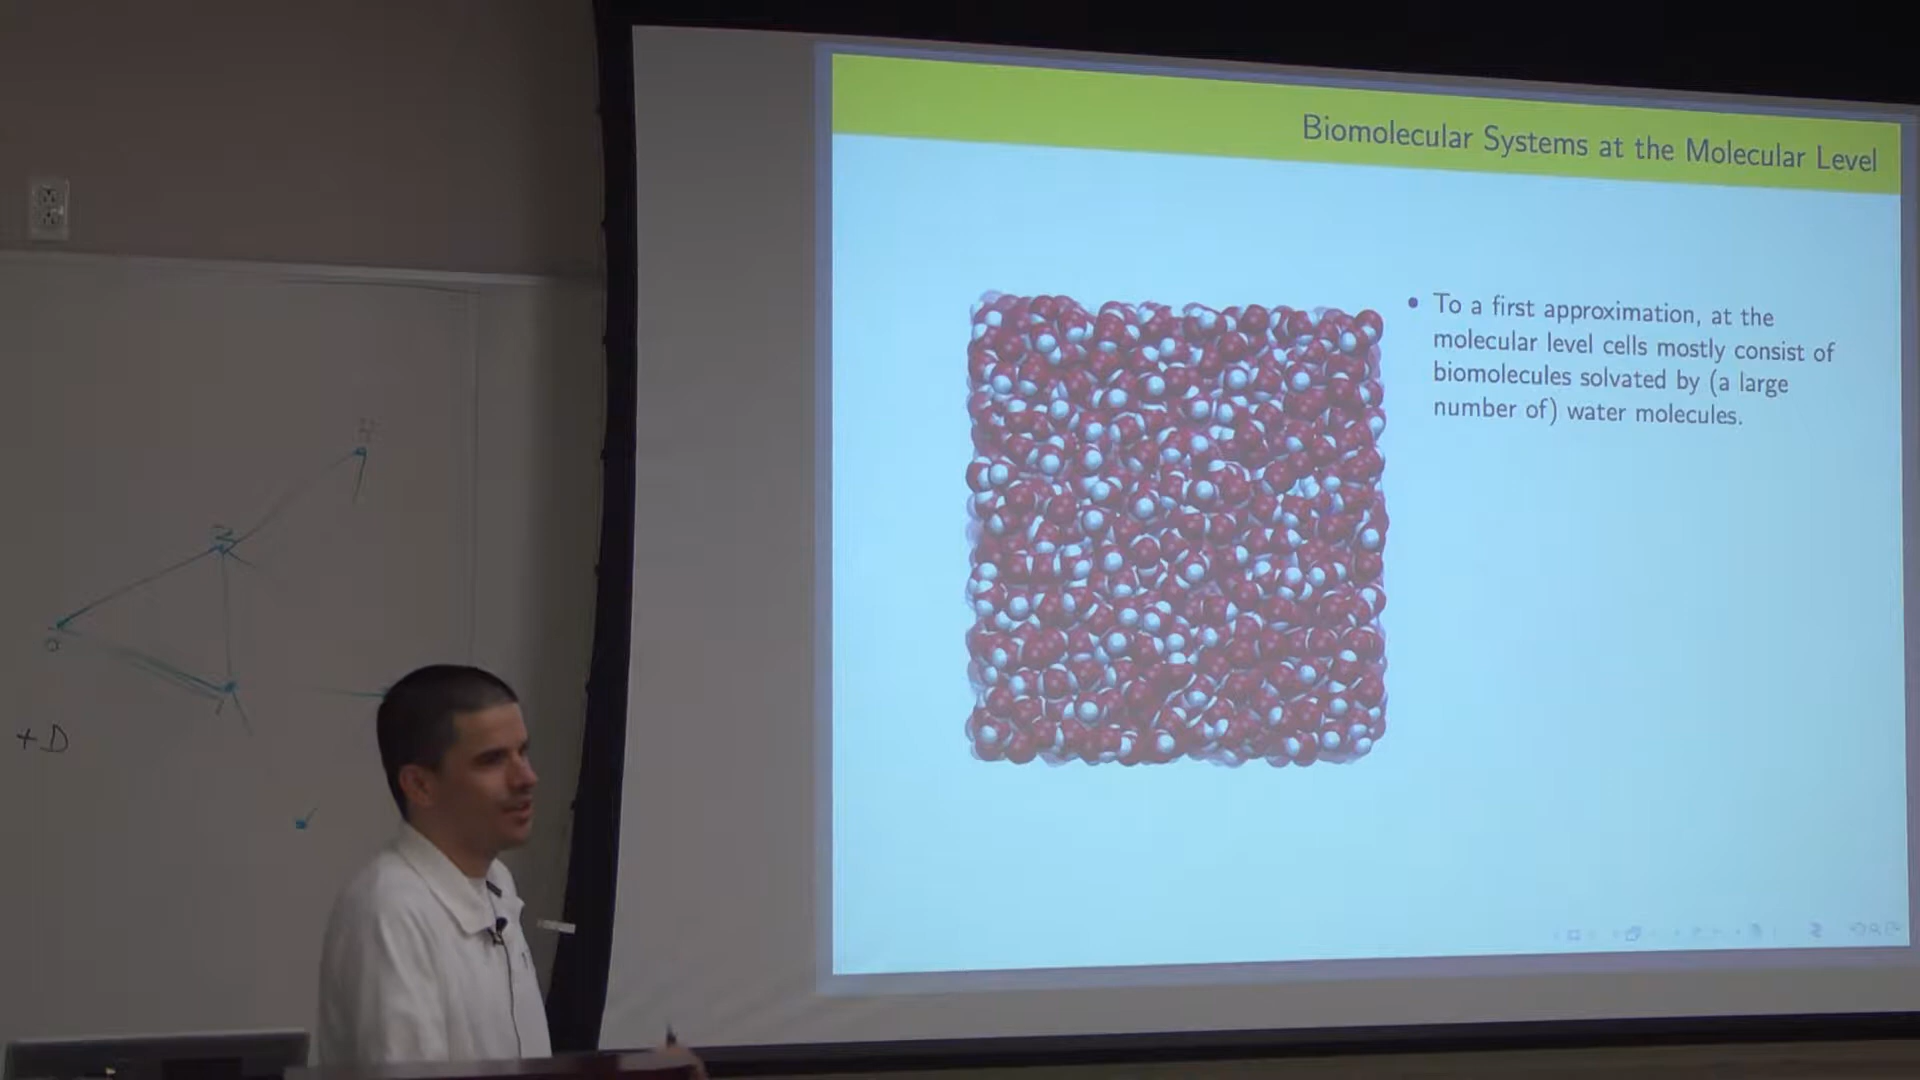 Biomolecular Systems at the Molecular Level
• To a first approximation, at the
molecular level cells mostly consist of
biomolecules solvated by (a large
number of) water molecules.
+D